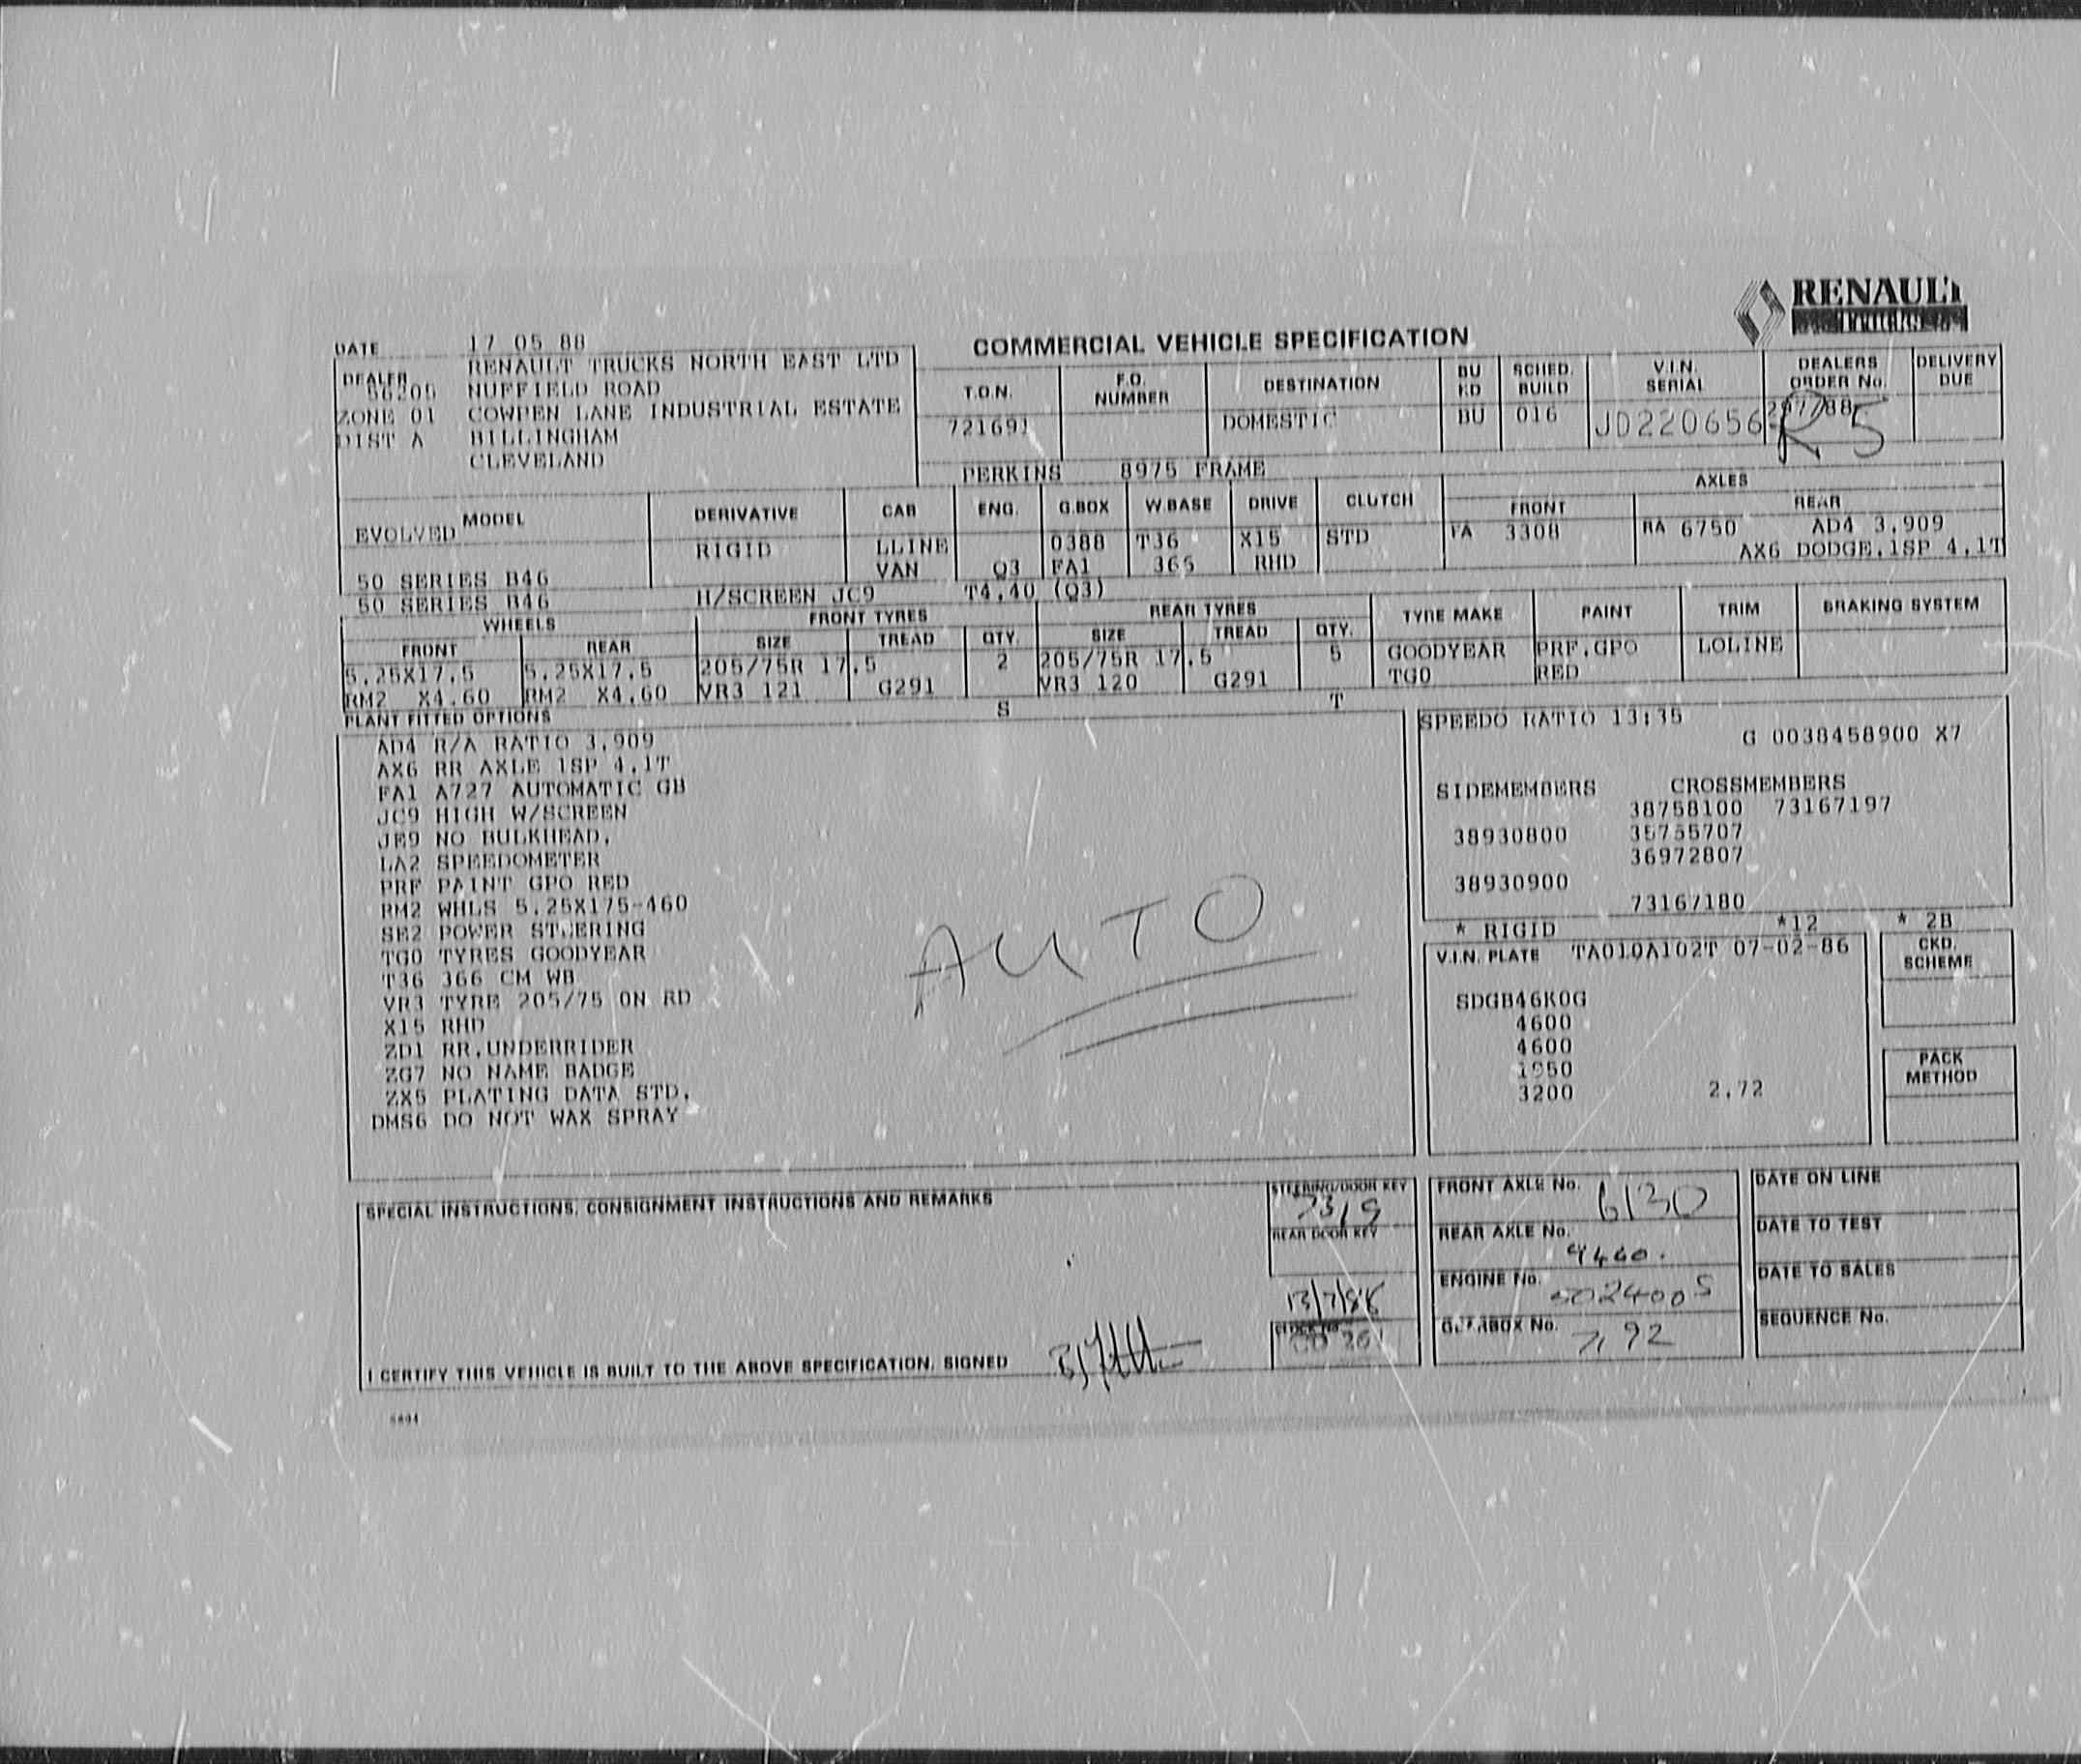 RENAULT
TRUCKS
DATE 17 05 88
COMMERCIAL VEHICLE SPECIFICATION
DEALER RENAULT TRUCKS NORTH EAST LTD
56205 NUFFIELD ROAD
ZONE 01 COWPEN LANE INDUSTRIAL ESTATE
DIST A BILLINGHAM
CLEVELAND
T.O.N. F.O. NUMBER DESTINATION BU KD SCHED. BUILD V.I.N. SERIAL DEALERS ORDER No. DELIVERY DUE
721691 DOMESTIC BU 016 JD220656 R5
PERKINS 8975 FRAME
MODEL DERIVATIVE CAB ENG. G.BOX W.BASE DRIVE CLUTCH AXLES FRONT REAR
EVOLVED RIGID LLINE 0388 T36 X15 STD FA 3308 RA 6750 AD4 3.909
50 SERIES B46 VAN Q3 FA1 365 RHD AX6 DODGE.1SP 4.1T
50 SERIES B46 H/SCREEN JC9 T4.40 (Q3)
WHEELS FRONT TYRES REAR TYRES TYRE MAKE PAINT TRIM BRAKING SYSTEM
FRONT REAR SIZE TREAD QTY. SIZE TREAD QTY.
5.25X17.5 5.25X17.5 205/75R 17.5 2 205/75R 17.5 5 GOODYEAR PRF.GPO LOLINE
RM2 X4.60 RM2 X4.60 VR3 121 G291 VR3 120 G291 TG0 RED
PLANT FITTED OPTIONS S T
AD4 R/A RATIO 3.909
AX6 RR AXLE 1SP 4.1T
FA1 A727 AUTOMATIC GB
JC9 HIGH W/SCREEN
JE9 NO BULKHEAD.
LA2 SPEEDOMETER
PRF PAINT GPO RED
RM2 WHLS 5.25X175-460
SE2 POWER STEERING
TG0 TYRES GOODYEAR
T36 366 CM WB
VR3 TYRE 205/75 ON RD
X15 RHD
ZD1 RR.UNDERRIDER
ZG7 NO NAME BADGE
ZX5 PLATING DATA STD.
DMS6 DO NOT WAX SPRAY
AUTO
SPEEDO RATIO 13:35
G 0038458900 X7
SIDEMEMBERS CROSSMEMBERS
38758100 73167197
38930800 35755707
36972807
38930900
73167180
* RIGID *12 * 2B
V.I.N. PLATE TA010A102T 07-02-86
CKD. SCHEME
SDGB46K0G
4600
4600
1950
3200 2.72
PACK METHOD
SPECIAL INSTRUCTIONS, CONSIGNMENT INSTRUCTIONS AND REMARKS
STEERING/DOOR KEY
REAR DOOR KEY
13/7/88
FRONT AXLE No. 6130
REAR AXLE No. 4460.
ENGINE No.
GEARBOX No. 7192
DATE ON LINE
DATE TO TEST
DATE TO SALES
SEQUENCE No.
I CERTIFY THIS VEHICLE IS BUILT TO THE ABOVE SPECIFICATION, SIGNED